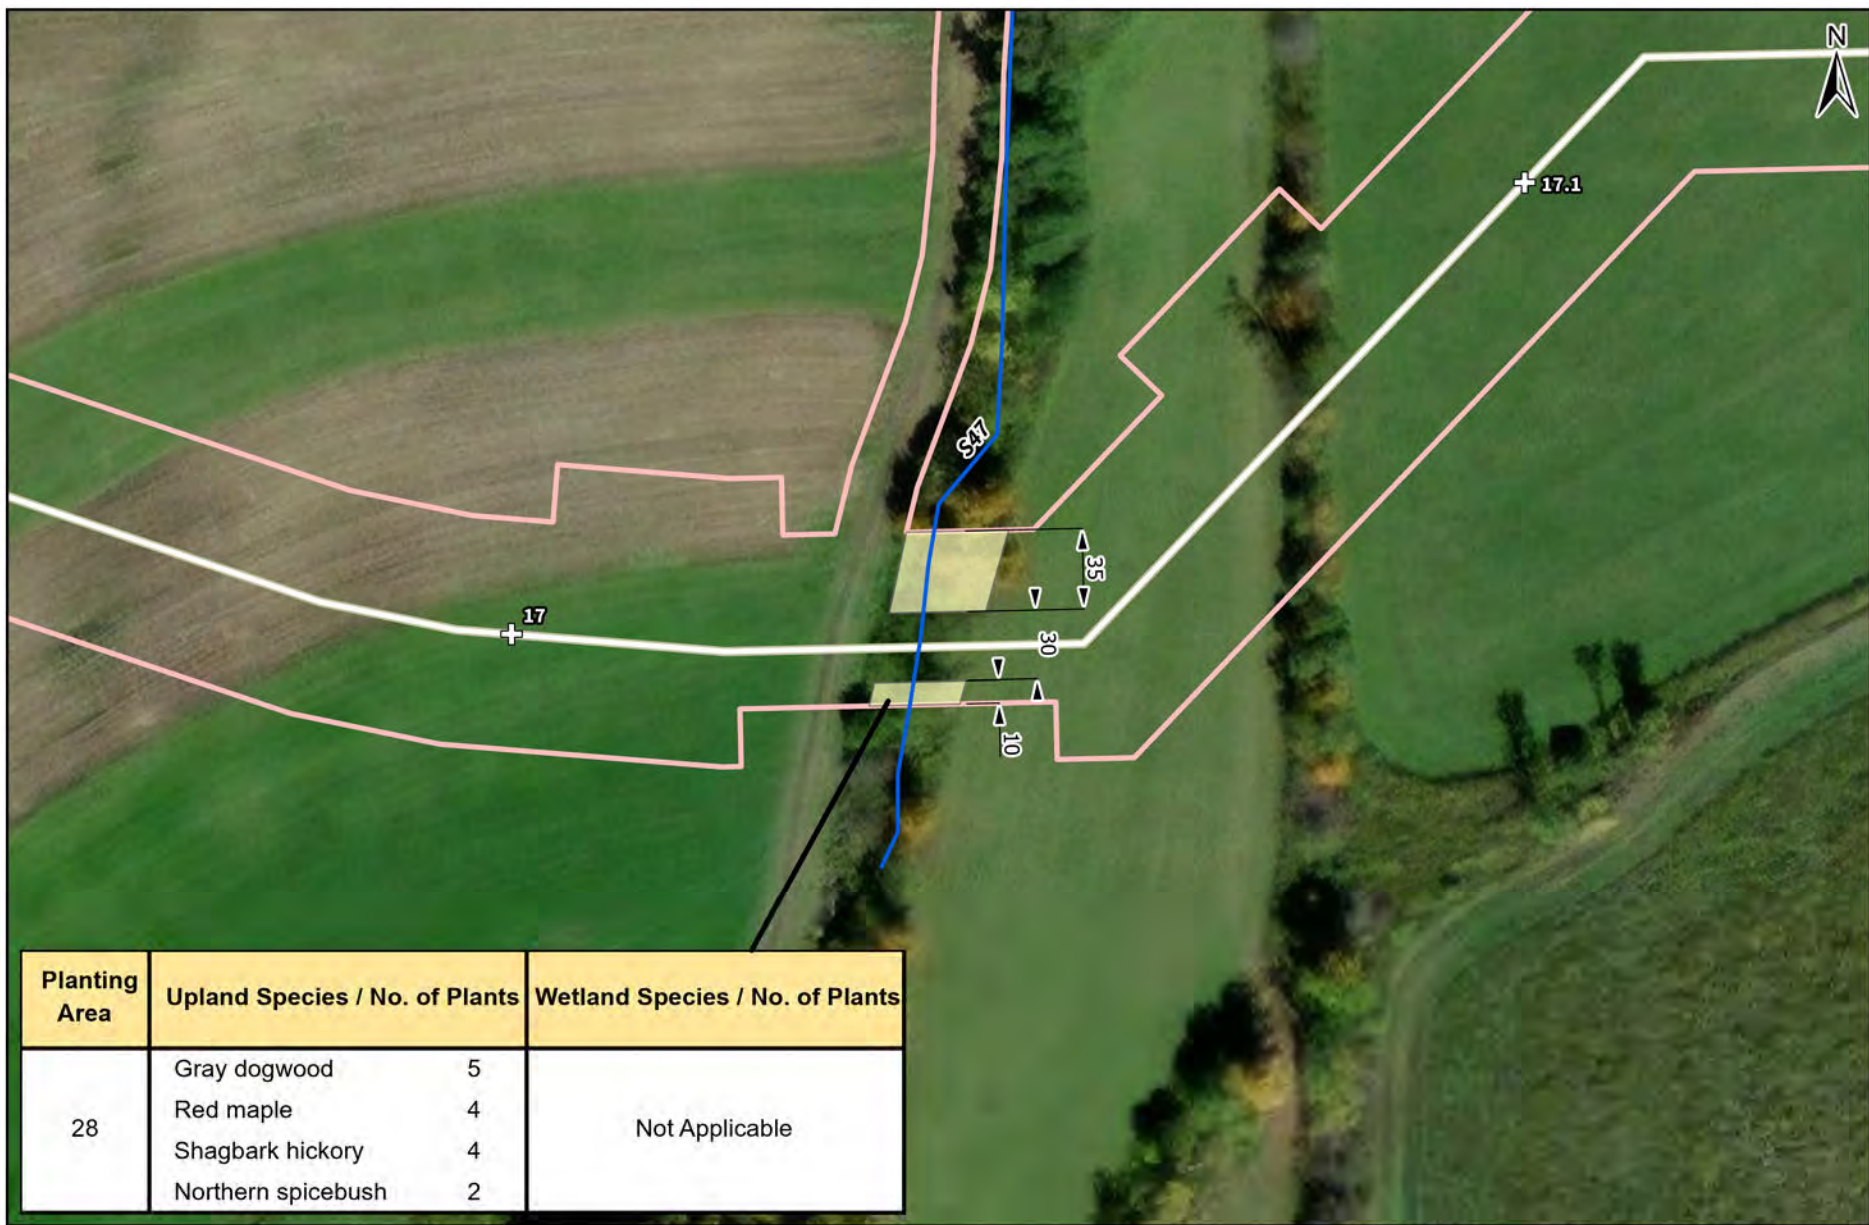 N
17.1
S47
35
17
30
10
Planting Area
Upland Species / No. of Plants
Wetland Species / No. of Plants
28
Gray dogwood 5
Red maple 4
Shagbark hickory 4
Northern spicebush 2
Not Applicable